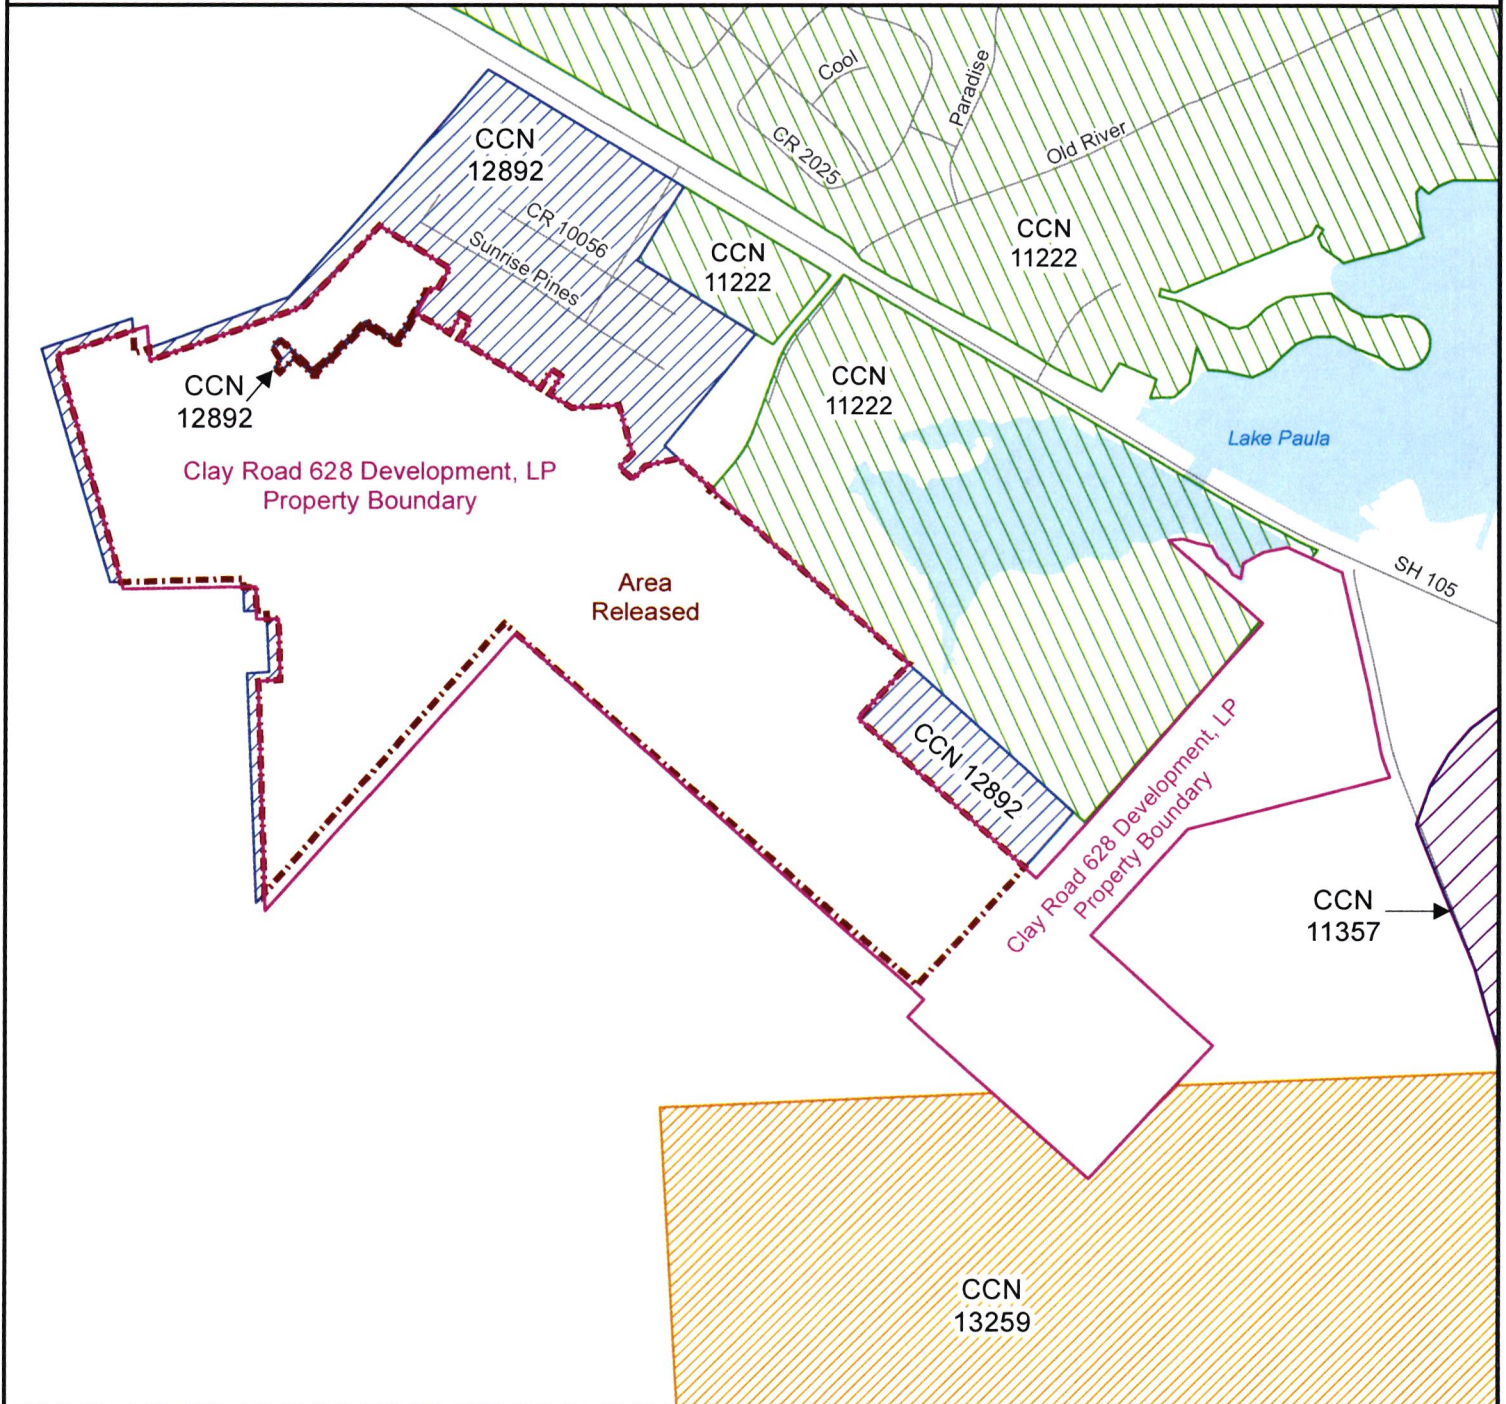 Cool
Paradise
CR 2025
Old River
CCN
12892
CR 10056
Sunrise Pines
CCN
11222
CCN
11222
CCN
12892
CCN
11222
Lake Paula
Clay Road 628 Development, LP
Property Boundary
Area
Released
SH 105
CCN 12892
Clay Road 628 Development, LP
Property Boundary
CCN
11357
CCN
13259